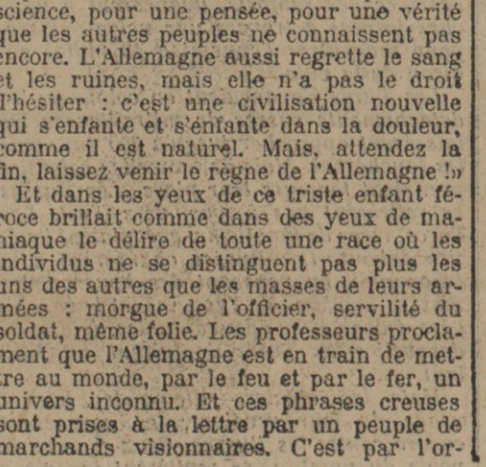 science, pour une pensée, pour une vérité
que les autres peuples ne connaissent pas
encore. L'Allemagne aussi regrette le sang
et les ruines, mais elle n'a pas le droit
d'hésiter : c'est une civilisation nouvelle
qui s'enfante et s'enfante dans la douleur,
comme il est naturel. Mais, attendez la
fin, laissez venir le règne de l'Allemagne !»
Et dans les yeux de ce triste enfant fé-
roce brillait comme dans des yeux de ma-
niaque le délire de toute une race où les
individus ne se distinguent pas plus les
uns des autres que les masses de leurs ar-
mées : morgue de l'officier, servilité du
soldat, même folie. Les professeurs procla-
ment que l'Allemagne est en train de met-
tre au monde, par le feu et par le fer, un
univers inconnu. Et ces phrases creuses
sont prises à la lettre par un peuple de
marchands visionnaires. C'est par l'or-